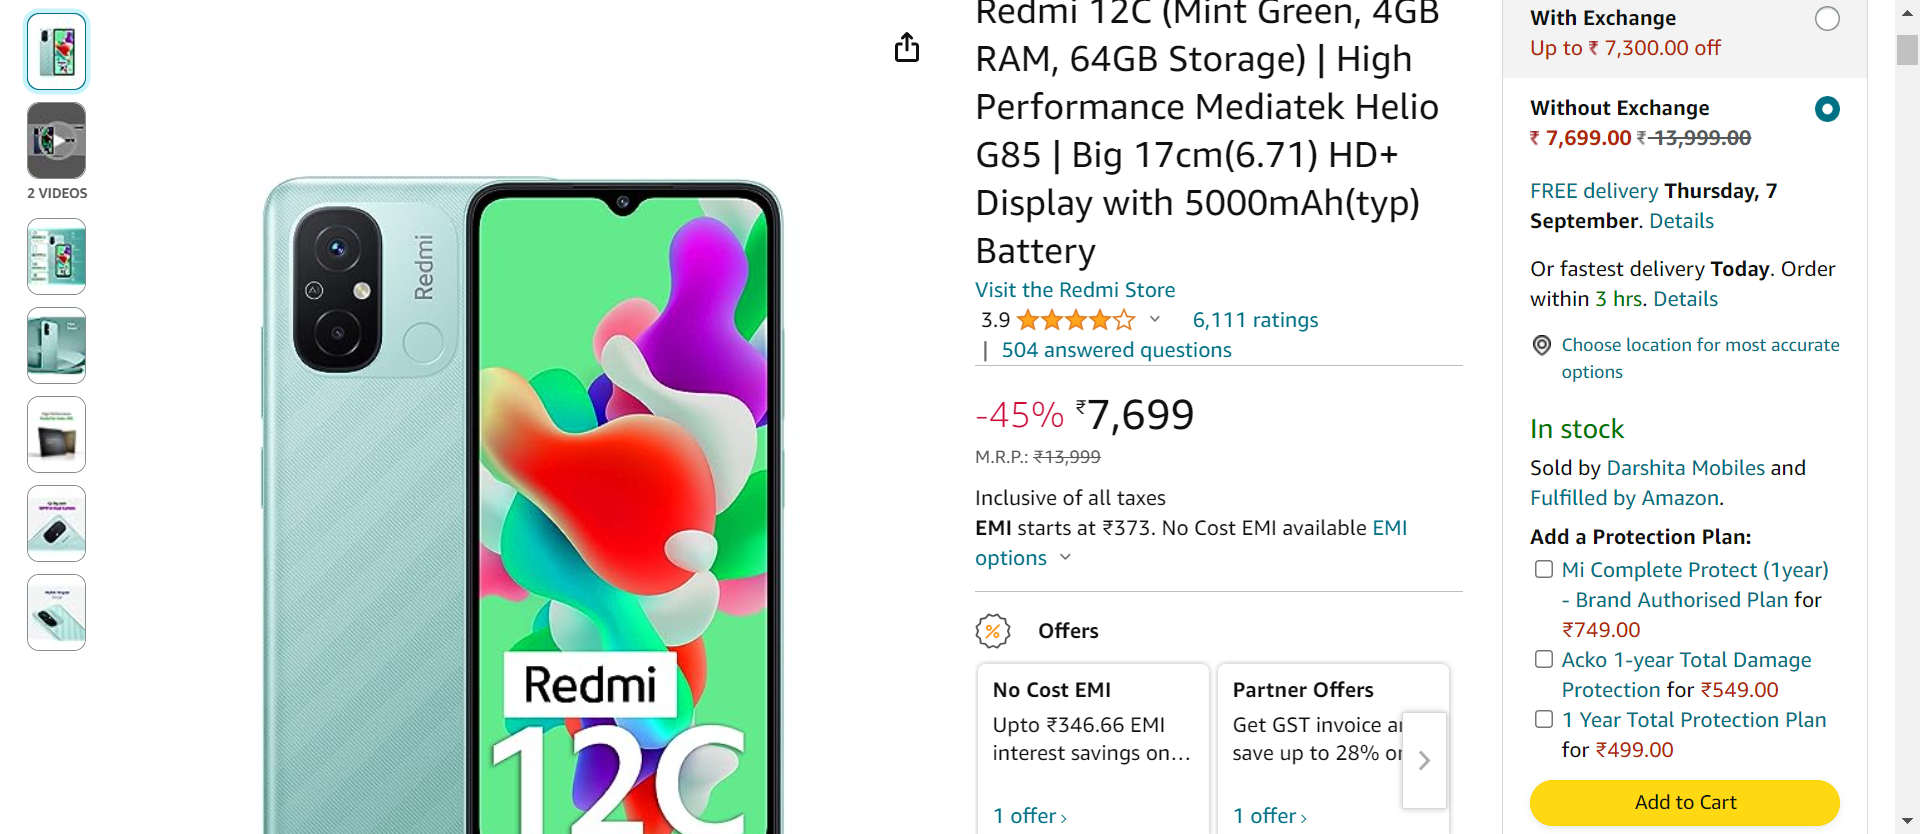 2 VIDEOS
Redmi
Redmi
12C
Redmi 12C (Mint Green, 4GB
RAM, 64GB Storage) | High
Performance Mediatek Helio
G85 | Big 17cm(6.71) HD+
Display with 5000mAh(typ)
Battery
Visit the Redmi Store
3.9 6,111 ratings
| 504 answered questions
-45% ₹7,699
M.R.P.: ₹13,999
Inclusive of all taxes
EMI starts at ₹373. No Cost EMI available EMI
options
% Offers
No Cost EMI
Upto ₹346.66 EMI
interest savings on...
1 offer ›
Partner Offers
Get GST invoice
save up to 28%
1 offer ›
With Exchange
Up to ₹ 7,300.00 off
Without Exchange
₹ 7,699.00 ₹ 13,999.00
FREE delivery Thursday, 7
September. Details
Or fastest delivery Today. Order
within 3 hrs. Details
Choose location for most accurate
options
In stock
Sold by Darshita Mobiles and
Fulfilled by Amazon.
Add a Protection Plan:
Mi Complete Protect (1year)
- Brand Authorised Plan for
₹749.00
Acko 1-year Total Damage
Protection for ₹549.00
1 Year Total Protection Plan
for ₹499.00
Add to Cart